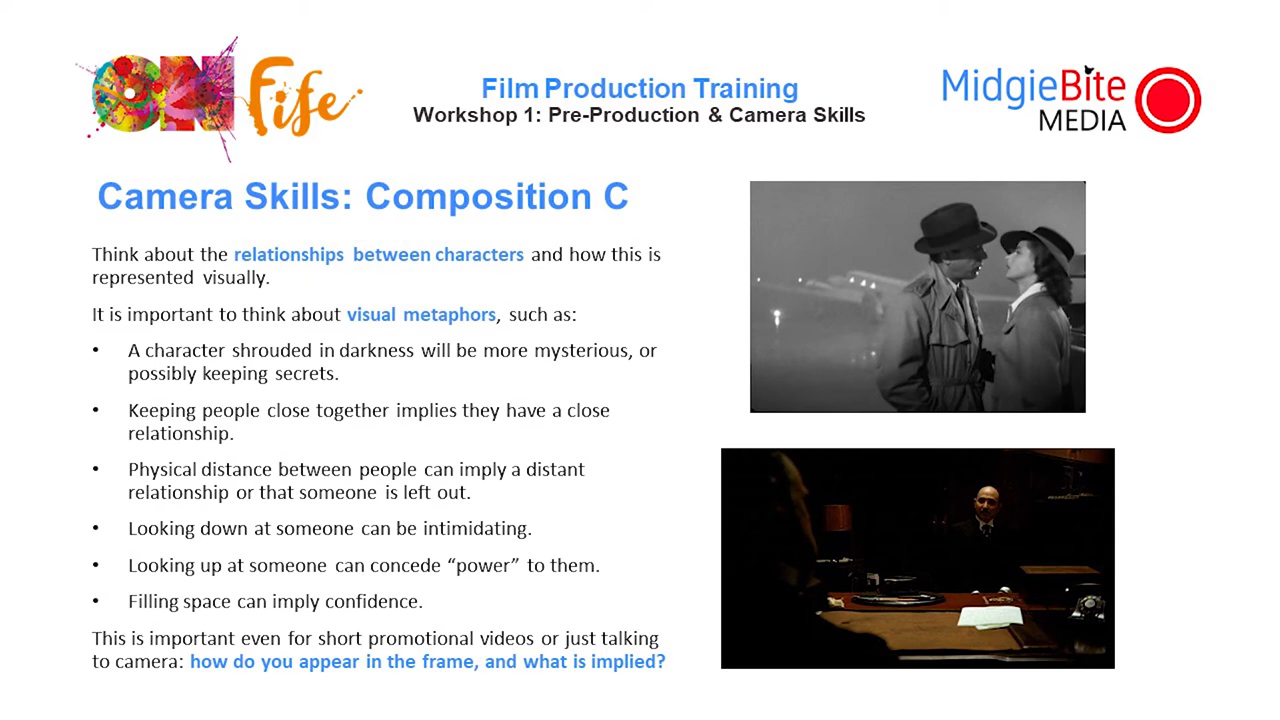 ON Fife
Film Production Training
Workshop 1: Pre-Production & Camera Skills
MidgieBite
MEDIA
Camera Skills: Composition C
Think about the relationships between characters and how this is
represented visually.
It is important to think about visual metaphors, such as:
• A character shrouded in darkness will be more mysterious, or
possibly keeping secrets.
• Keeping people close together implies they have a close
relationship.
• Physical distance between people can imply a distant
relationship or that someone is left out.
• Looking down at someone can be intimidating.
• Looking up at someone can concede “power” to them.
• Filling space can imply confidence.
This is important even for short promotional videos or just talking
to camera: how do you appear in the frame, and what is implied?